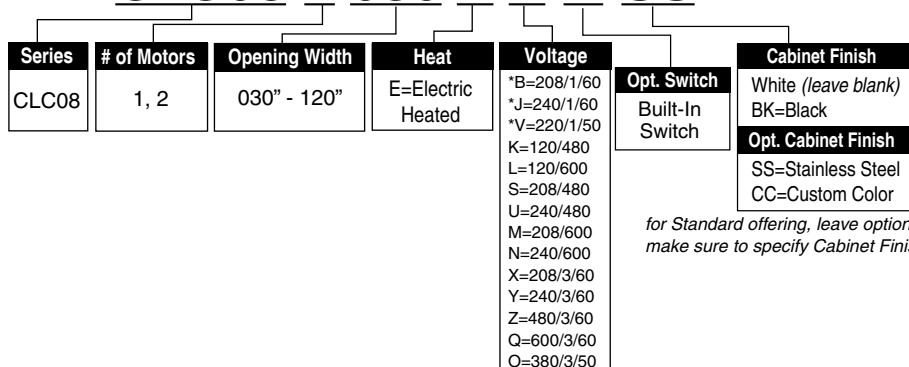 Series
CLC08
# of Motors
1, 2
Opening Width
030” - 120”
Heat
E=Electric
Heated
Voltage
*B=208/1/60
*J=240/1/60
*V=220/1/50
K=120/480
L=120/600
S=208/480
U=240/480
M=208/600
N=240/600
X=208/3/60
Y=240/3/60
Z=480/3/60
Q=600/3/60
O=380/3/50
Opt. Switch
Built-In
Switch
Cabinet Finish
White (leave blank)
BK=Black
Opt. Cabinet Finish
SS=Stainless Steel
CC=Custom Color
for Standard offering, leave option
make sure to specify Cabinet